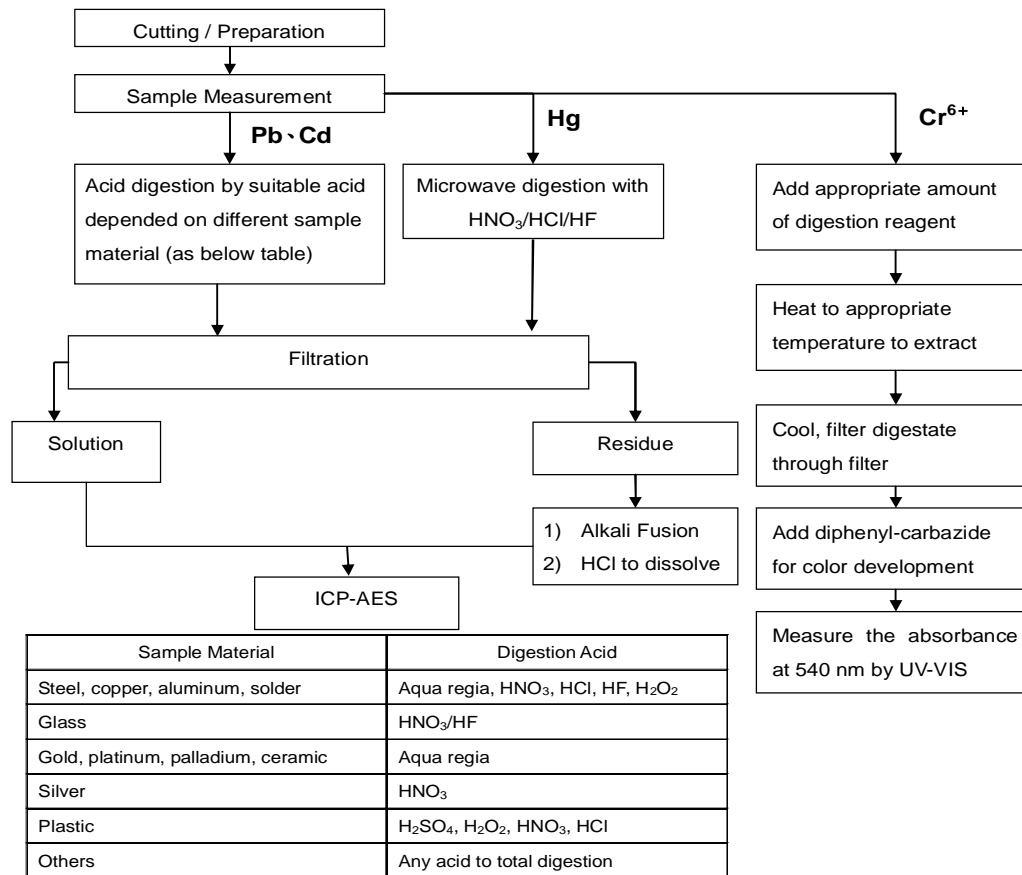 Cutting / Preparation
Sample Measurement
Pb、Cd
Hg
Cr⁶⁺
Acid digestion by suitable acid
depended on different sample
material (as below table)
Microwave digestion with
HNO₃/HCl/HF
Add appropriate amount
of digestion reagent
Heat to appropriate
temperature to extract
Filtration
Solution
Residue
Cool, filter digestate
through filter
1) Alkali Fusion
2) HCl to dissolve
Add diphenyl-carbazide
for color development
ICP-AES
Measure the absorbance
at 540 nm by UV-VIS
Sample Material Digestion Acid
Steel, copper, aluminum, solder Aqua regia, HNO₃, HCl, HF, H₂O₂
Glass HNO₃/HF
Gold, platinum, palladium, ceramic Aqua regia
Silver HNO₃
Plastic H₂SO₄, H₂O₂, HNO₃, HCl
Others Any acid to total digestion